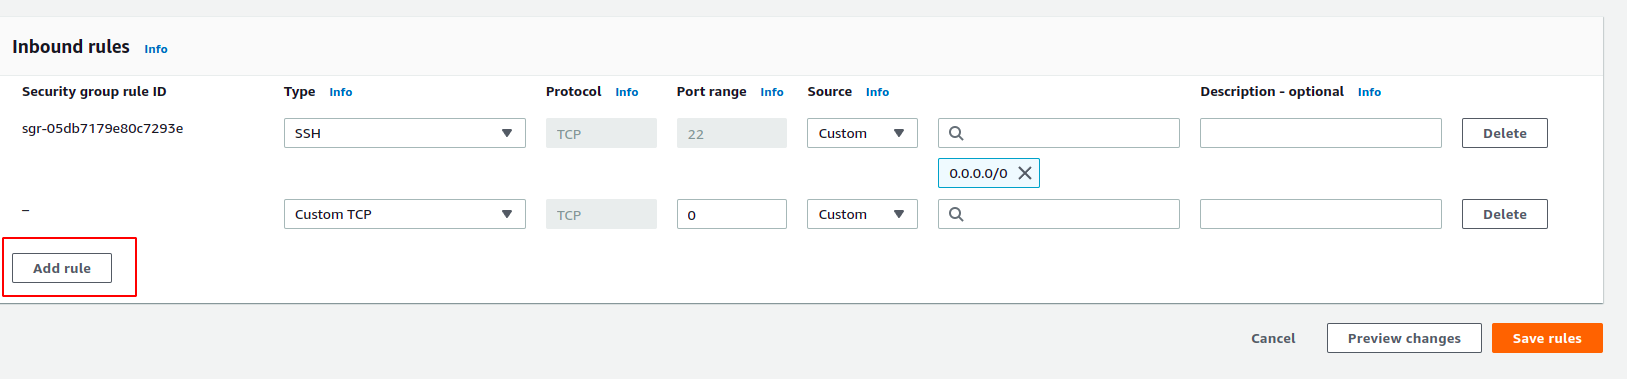 Inbound rules Info
Security group rule ID Type Info Protocol Info Port range Info Source Info Description - optional Info
sgr-05db7179e80c7293e SSH TCP 22 Custom Delete
0.0.0.0/0
– Custom TCP TCP 0 Custom Delete
Add rule
Cancel Preview changes Save rules